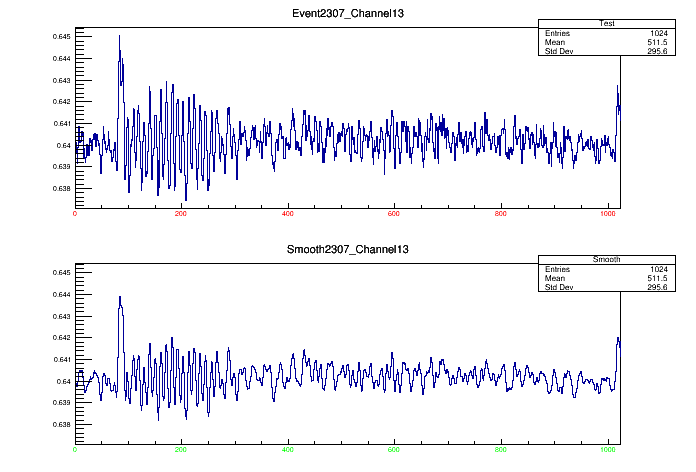 Event2307_Channel13
Test
Entries 1024
Mean 511.5
Std Dev 295.6
0.645
0.644
0.643
0.642
0.641
0.64
0.639
0.638
0 200 400 600 800 1000
Smooth2307_Channel13
Smooth
Entries 1024
Mean 511.5
Std Dev 295.6
0.645
0.644
0.643
0.642
0.641
0.64
0.639
0.638
0 200 400 600 800 1000